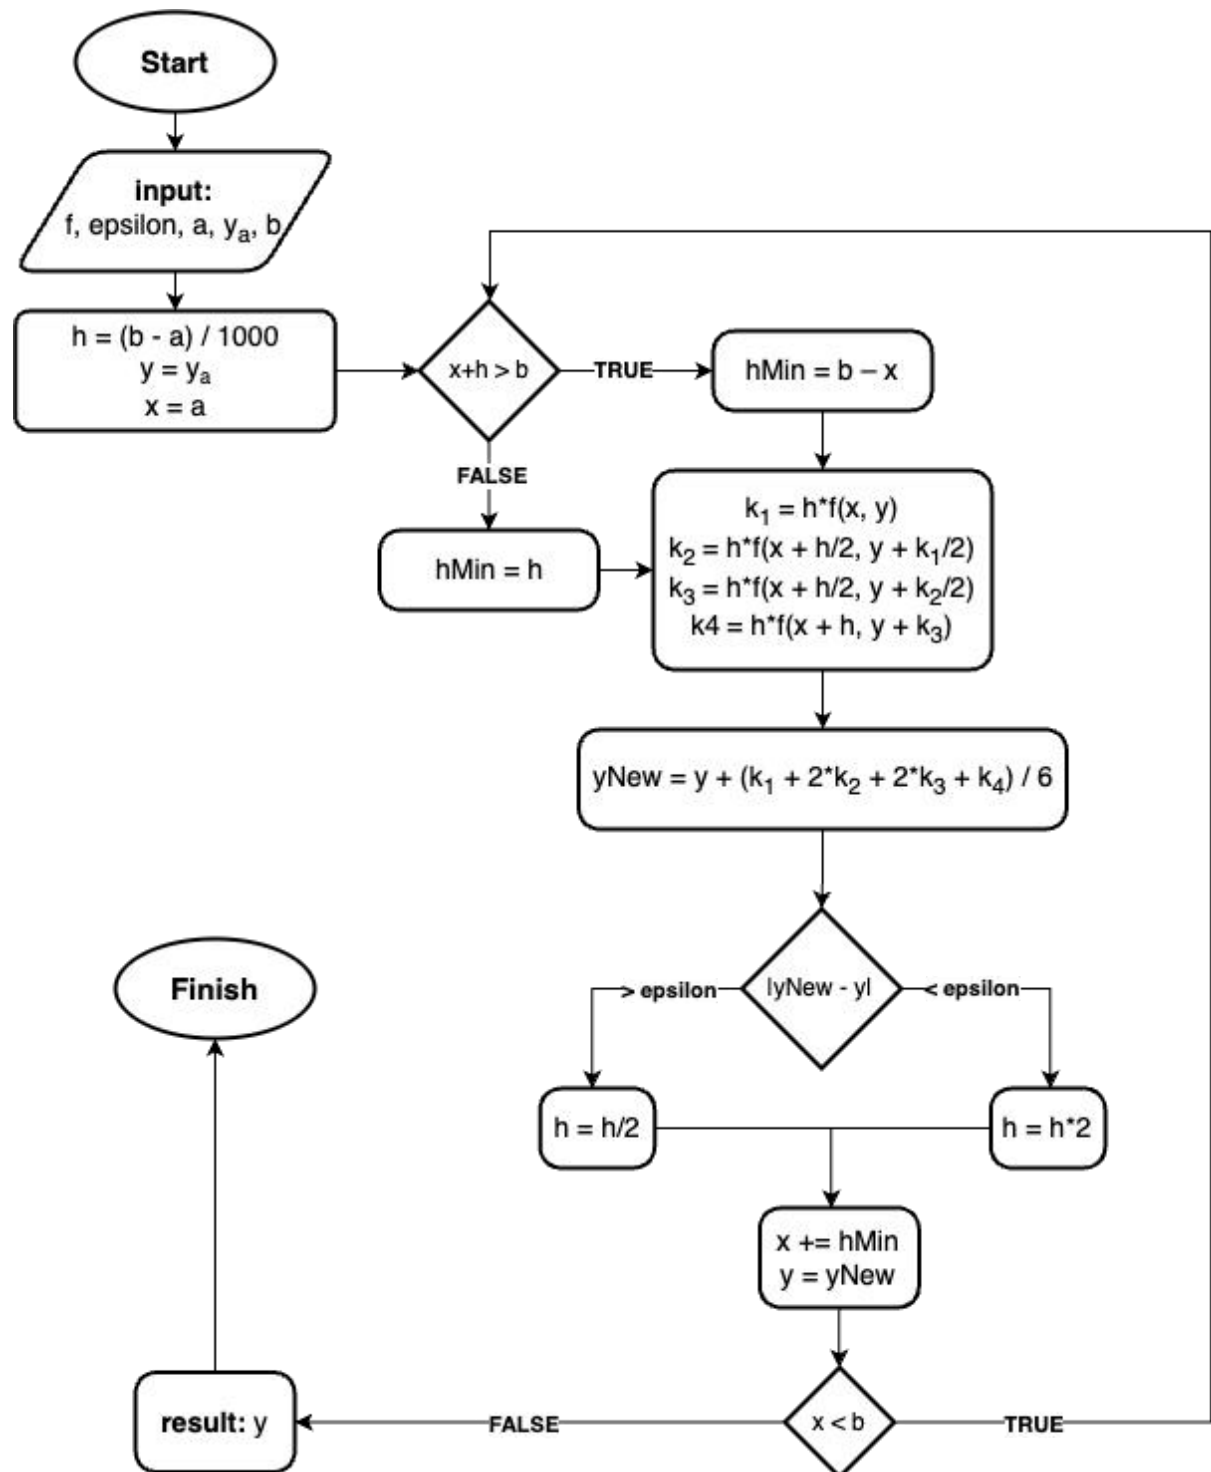 Start
input:
f, epsilon, a, yₐ, b
h = (b - a) / 1000
y = yₐ
x = a
x+h > b
TRUE
hMin = b – x
FALSE
hMin = h
k₁ = h*f(x, y)
k₂ = h*f(x + h/2, y + k₁/2)
k₃ = h*f(x + h/2, y + k₂/2)
k4 = h*f(x + h, y + k₃)
yNew = y + (k₁ + 2*k₂ + 2*k₃ + k₄) / 6
|yNew - y|
> epsilon
< epsilon
h = h/2
h = h*2
x += hMin
y = yNew
x < b
FALSE
TRUE
result: y
Finish